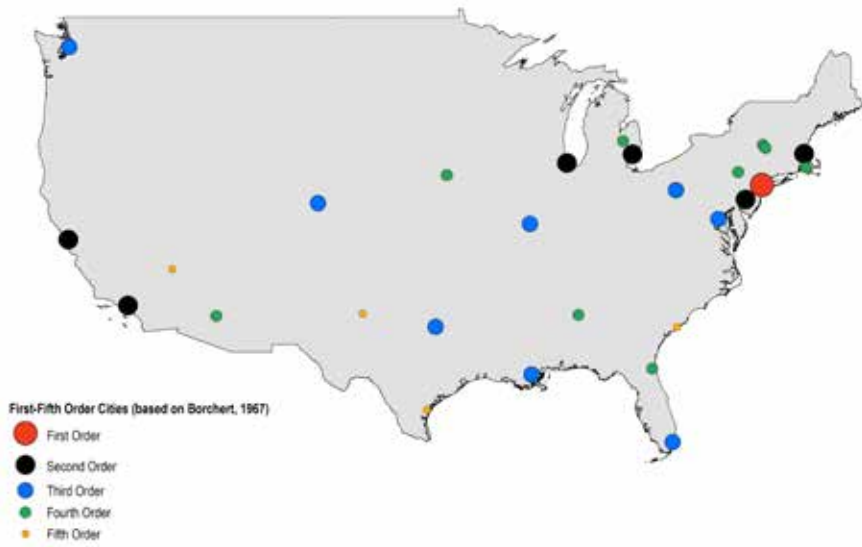 First-Fifth Order Cities (based on Borchert, 1967)
First Order
Second Order
Third Order
Fourth Order
Fifth Order